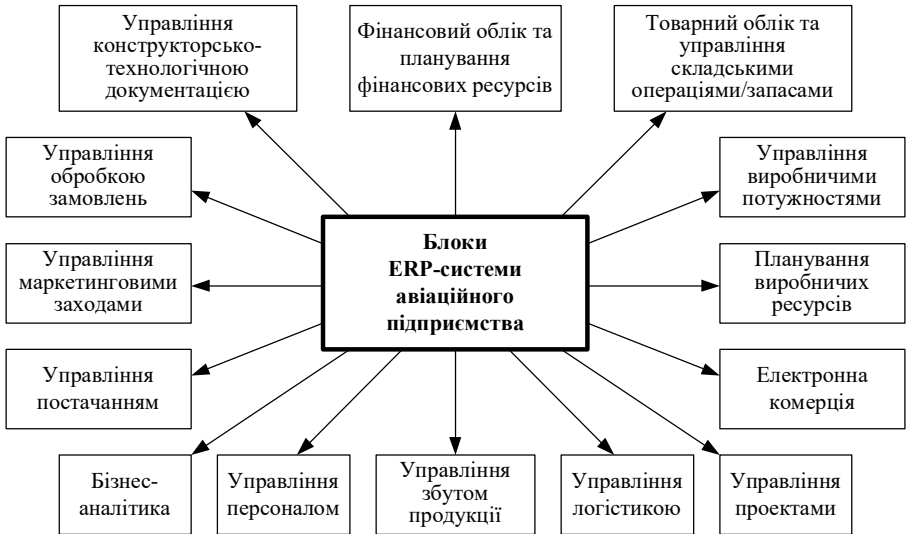 Управління
конструкторсько-
технологічною
документацією
Фінансовий облік та
планування
фінансових ресурсів
Товарний облік та
управління
складськими
операціями/запасами
Управління
обробкою
замовлень
Управління
виробничими
потужностями
Блоки
ERP-системи
авіаційного
підприємства
Управління
маркетинговими
заходами
Планування
виробничих
ресурсів
Управління
постачанням
Електронна
комерція
Бізнес-
аналітика
Управління
персоналом
Управління
збутом
продукції
Управління
логістикою
Управління
проектами